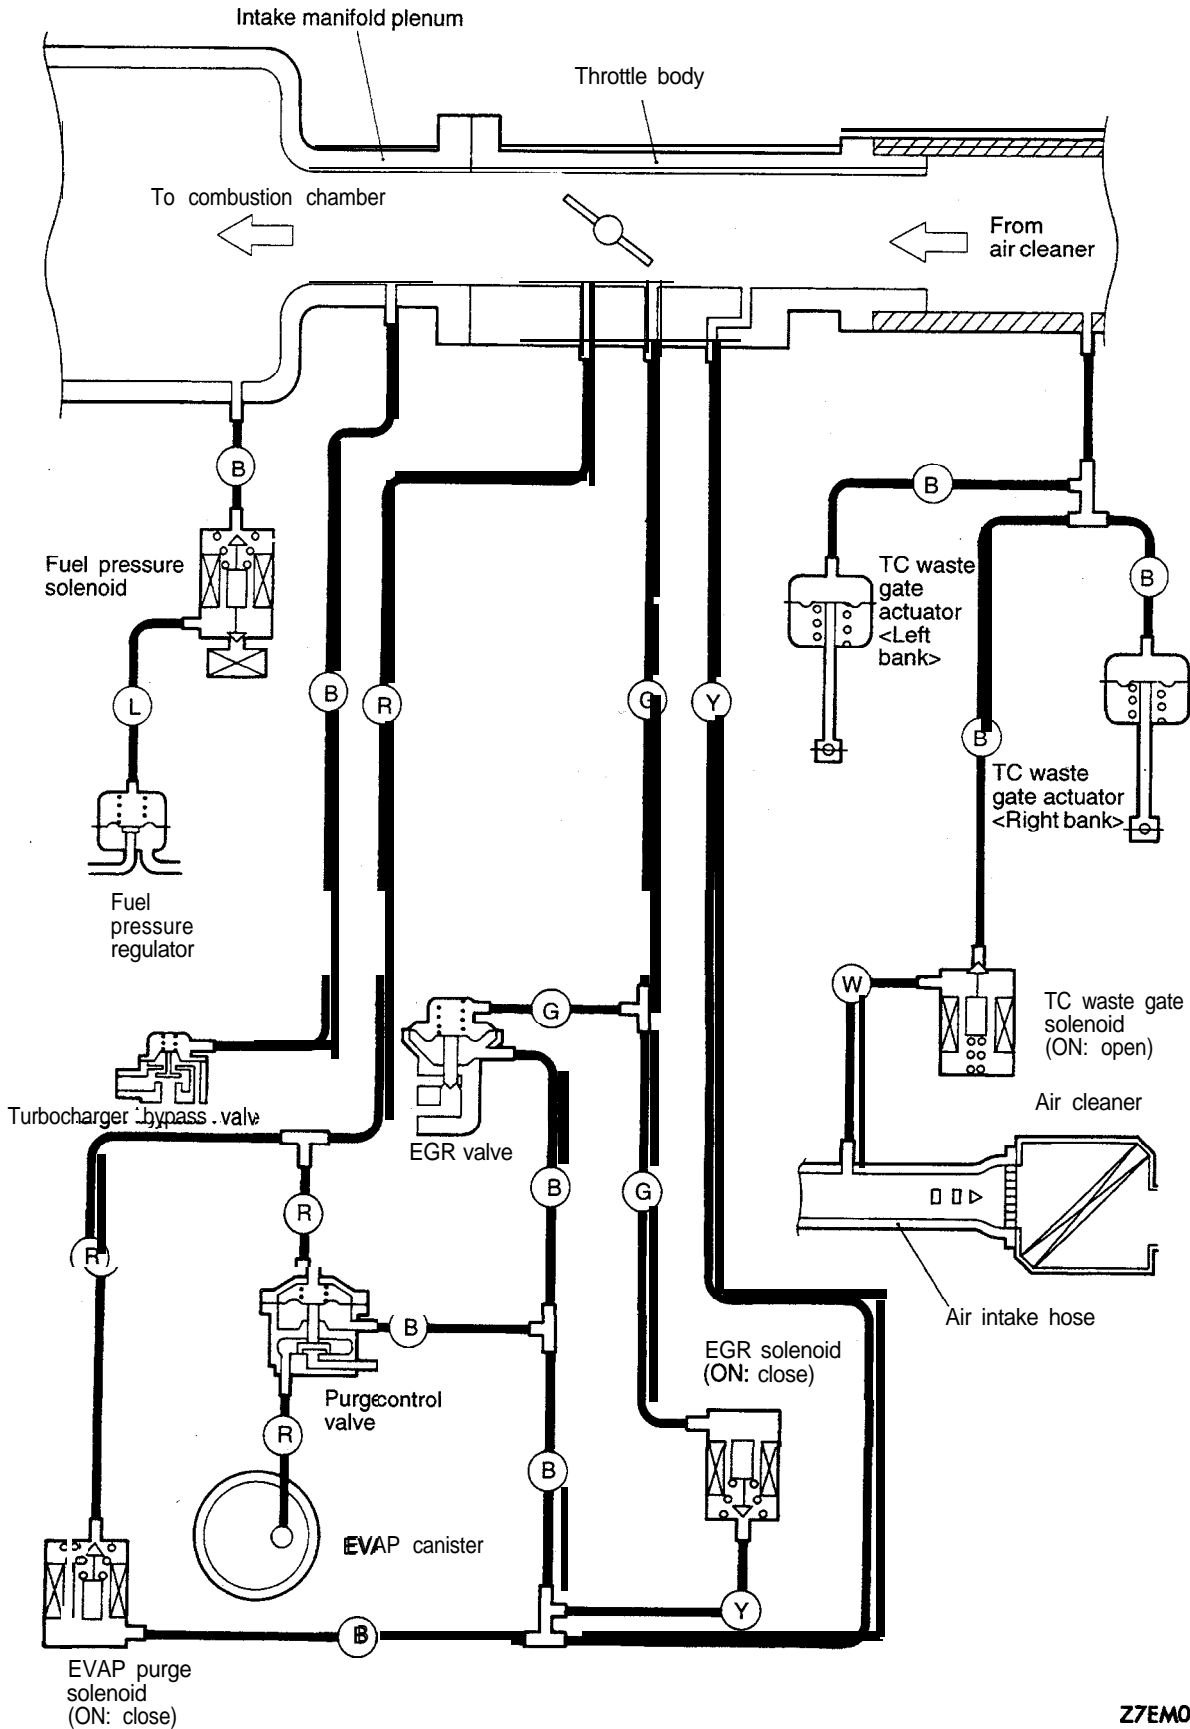 Intake manifold plenum
Throttle body
To combustion chamber
From
air cleaner
B
Fuel pressure
solenoid
L
Fuel
pressure
regulator
B
R
G
Y
B
TC waste
gate
actuator
<Left
bank>
B
B
TC waste
gate actuator
<Right bank>
W
TC waste gate
solenoid
(ON: open)
Air cleaner
Air intake hose
Turbocharger bypass valve
G
EGR valve
B
G
R
R
B
Purge control
valve
R
EGR solenoid
(ON: close)
B
EVAP canister
Y
B
EVAP purge
solenoid
(ON: close)
Z7EM0